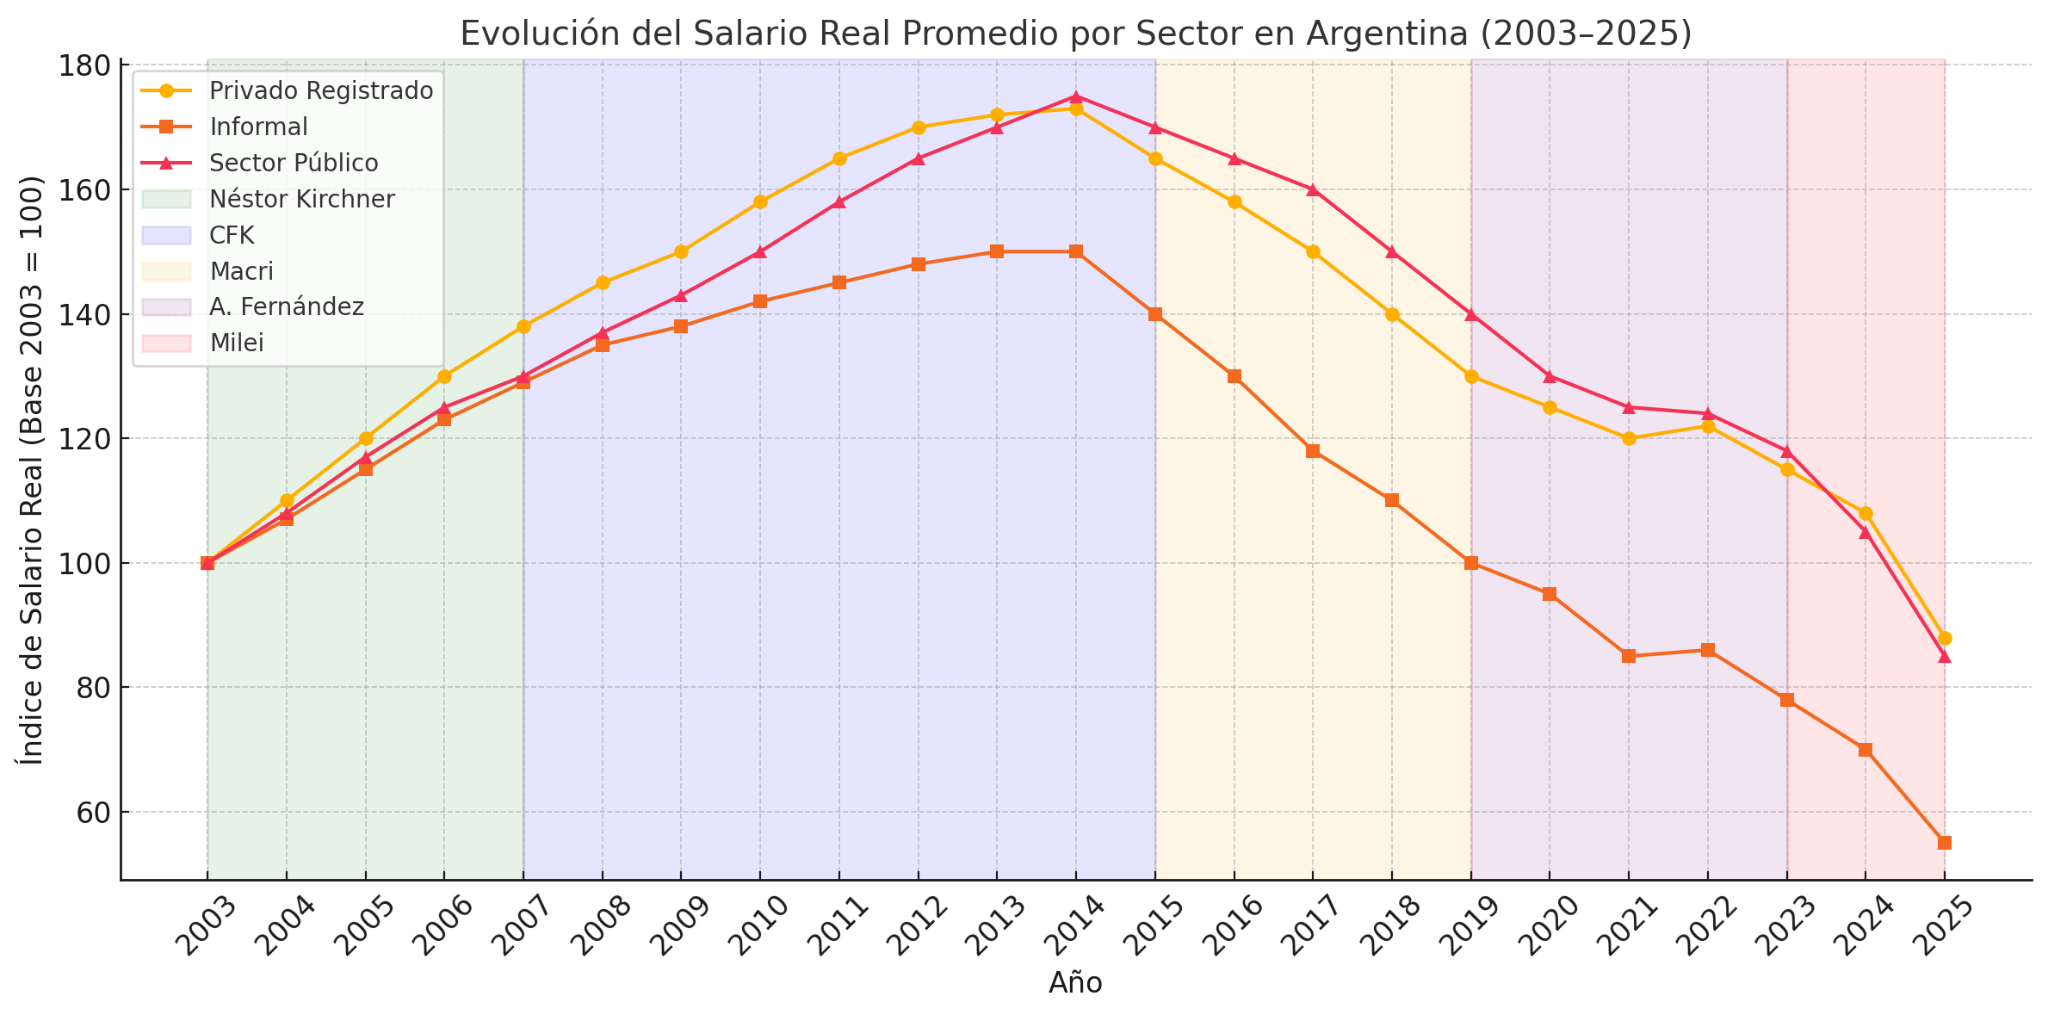 Evolución del Salario Real Promedio por Sector en Argentina (2003–2025)
Privado Registrado
Informal
Sector Público
Néstor Kirchner
CFK
Macri
A. Fernández
Milei
Índice de Salario Real (Base 2003 = 100)
180
160
140
120
100
80
60
2003 2004 2005 2006 2007 2008 2009 2010 2011 2012 2013 2014 2015 2016 2017 2018 2019 2020 2021 2022 2023 2024 2025
Año